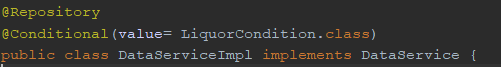 @Repository
@Conditional(value= LiquorCondition.class)
public class DataServiceImpl implements DataService {